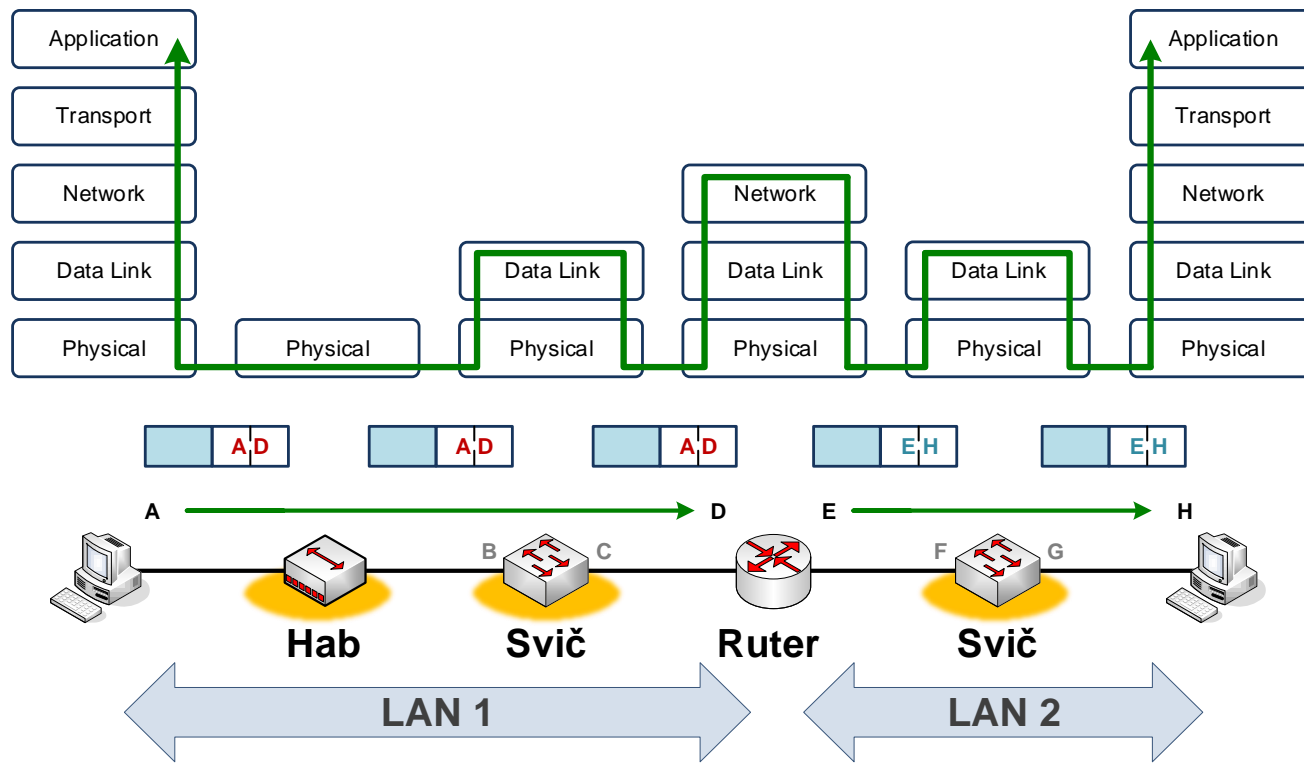 Application
Application
Transport
Transport
Network
Network
Network
Data Link
Data Link
Data Link
Data Link
Data Link
Physical
Physical
Physical
Physical
Physical
Physical
A D
A D
A D
E H
E H
A
D
E
H
B
C
F
G
Hab
Svič
Ruter
Svič
LAN 1
LAN 2